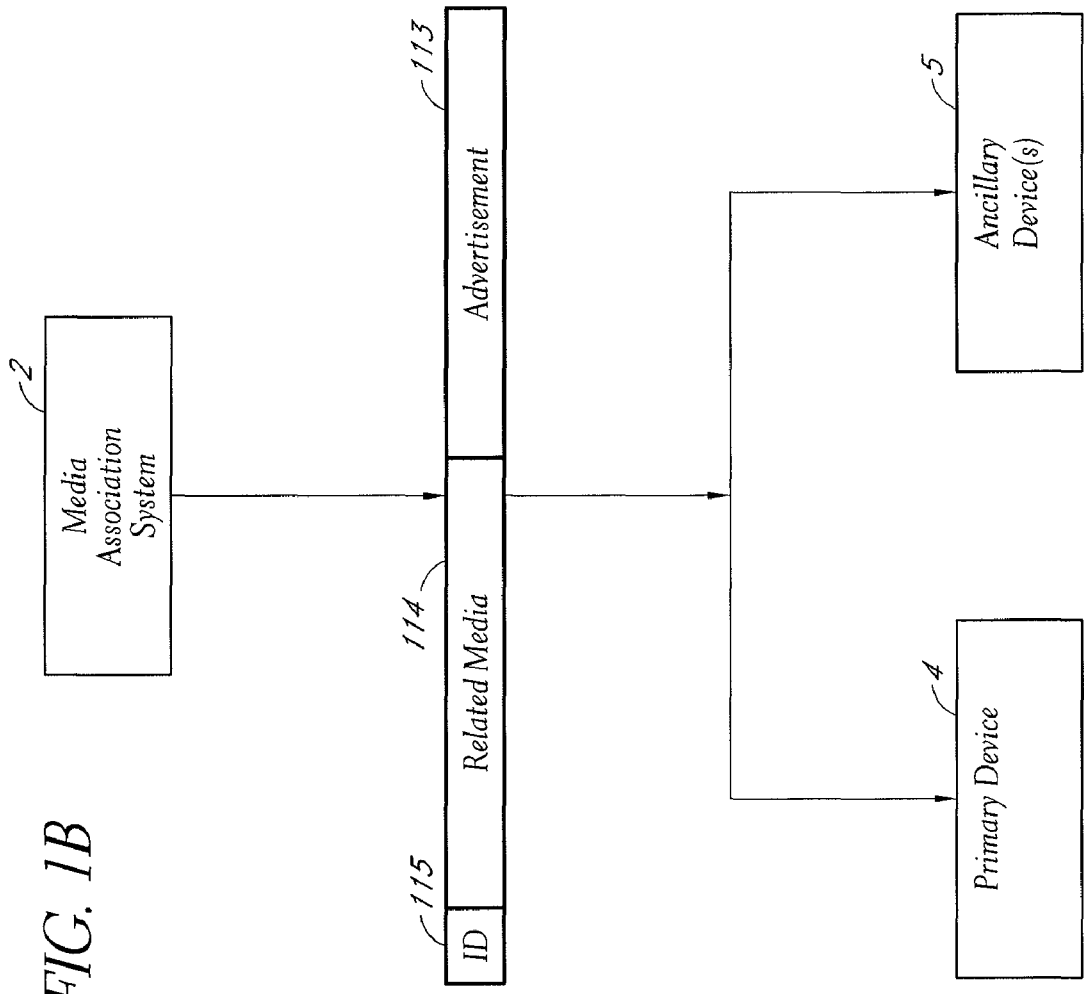 FIG. 1B
2
Media
Association
System
115
114
113
ID
Related Media
Advertisement
4
Primary Device
5
Ancillary
Device(s)